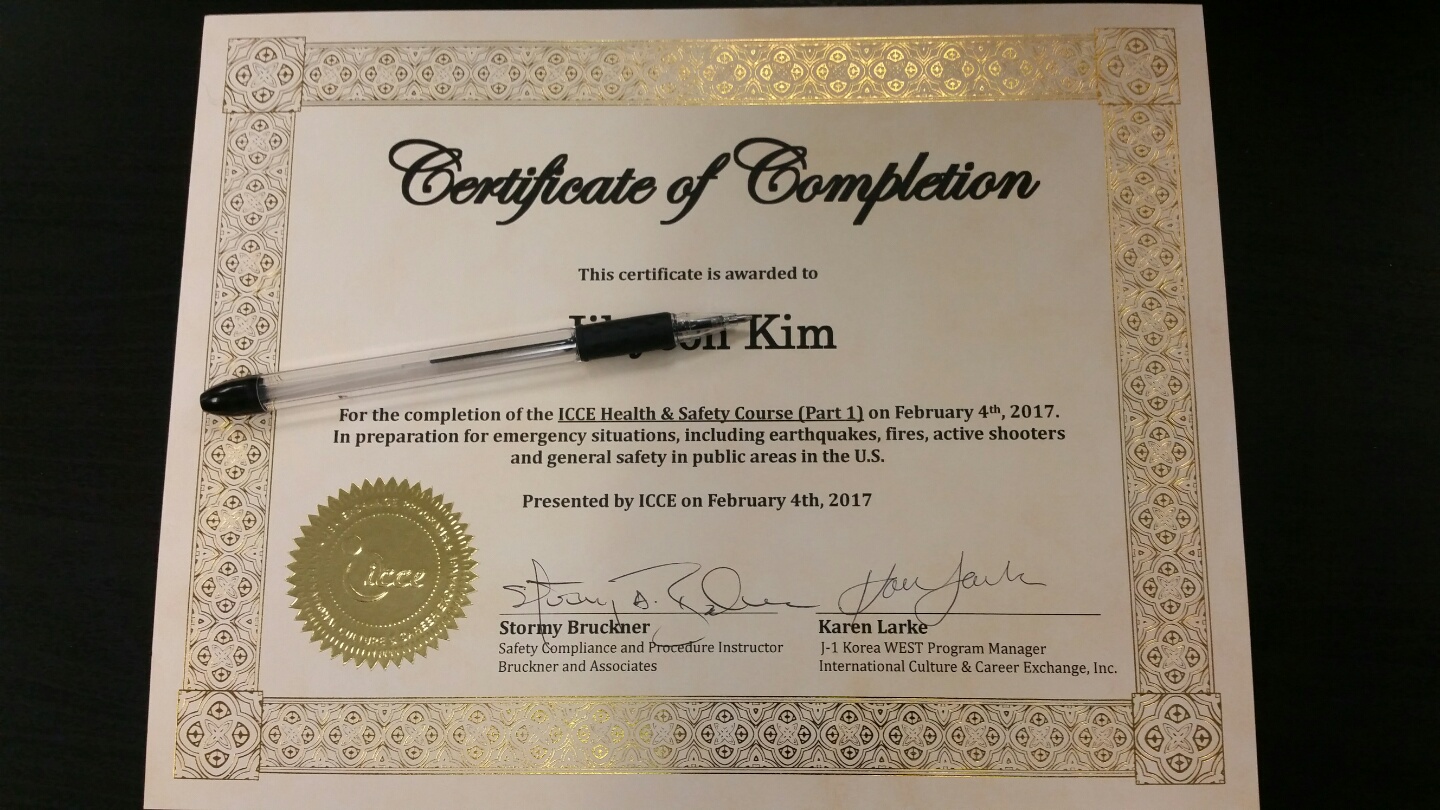 Certificate of Completion
This certificate is awarded to
Kim
For the completion of the ICCE Health & Safety Course (Part 1) on February 4th, 2017.
In preparation for emergency situations, including earthquakes, fires, active shooters
and general safety in public areas in the U.S.
Presented by ICCE on February 4th, 2017
icce
Stormy Bruckner
Safety Compliance and Procedure Instructor
Bruckner and Associates
Karen Larke
J-1 Korea WEST Program Manager
International Culture & Career Exchange, Inc.